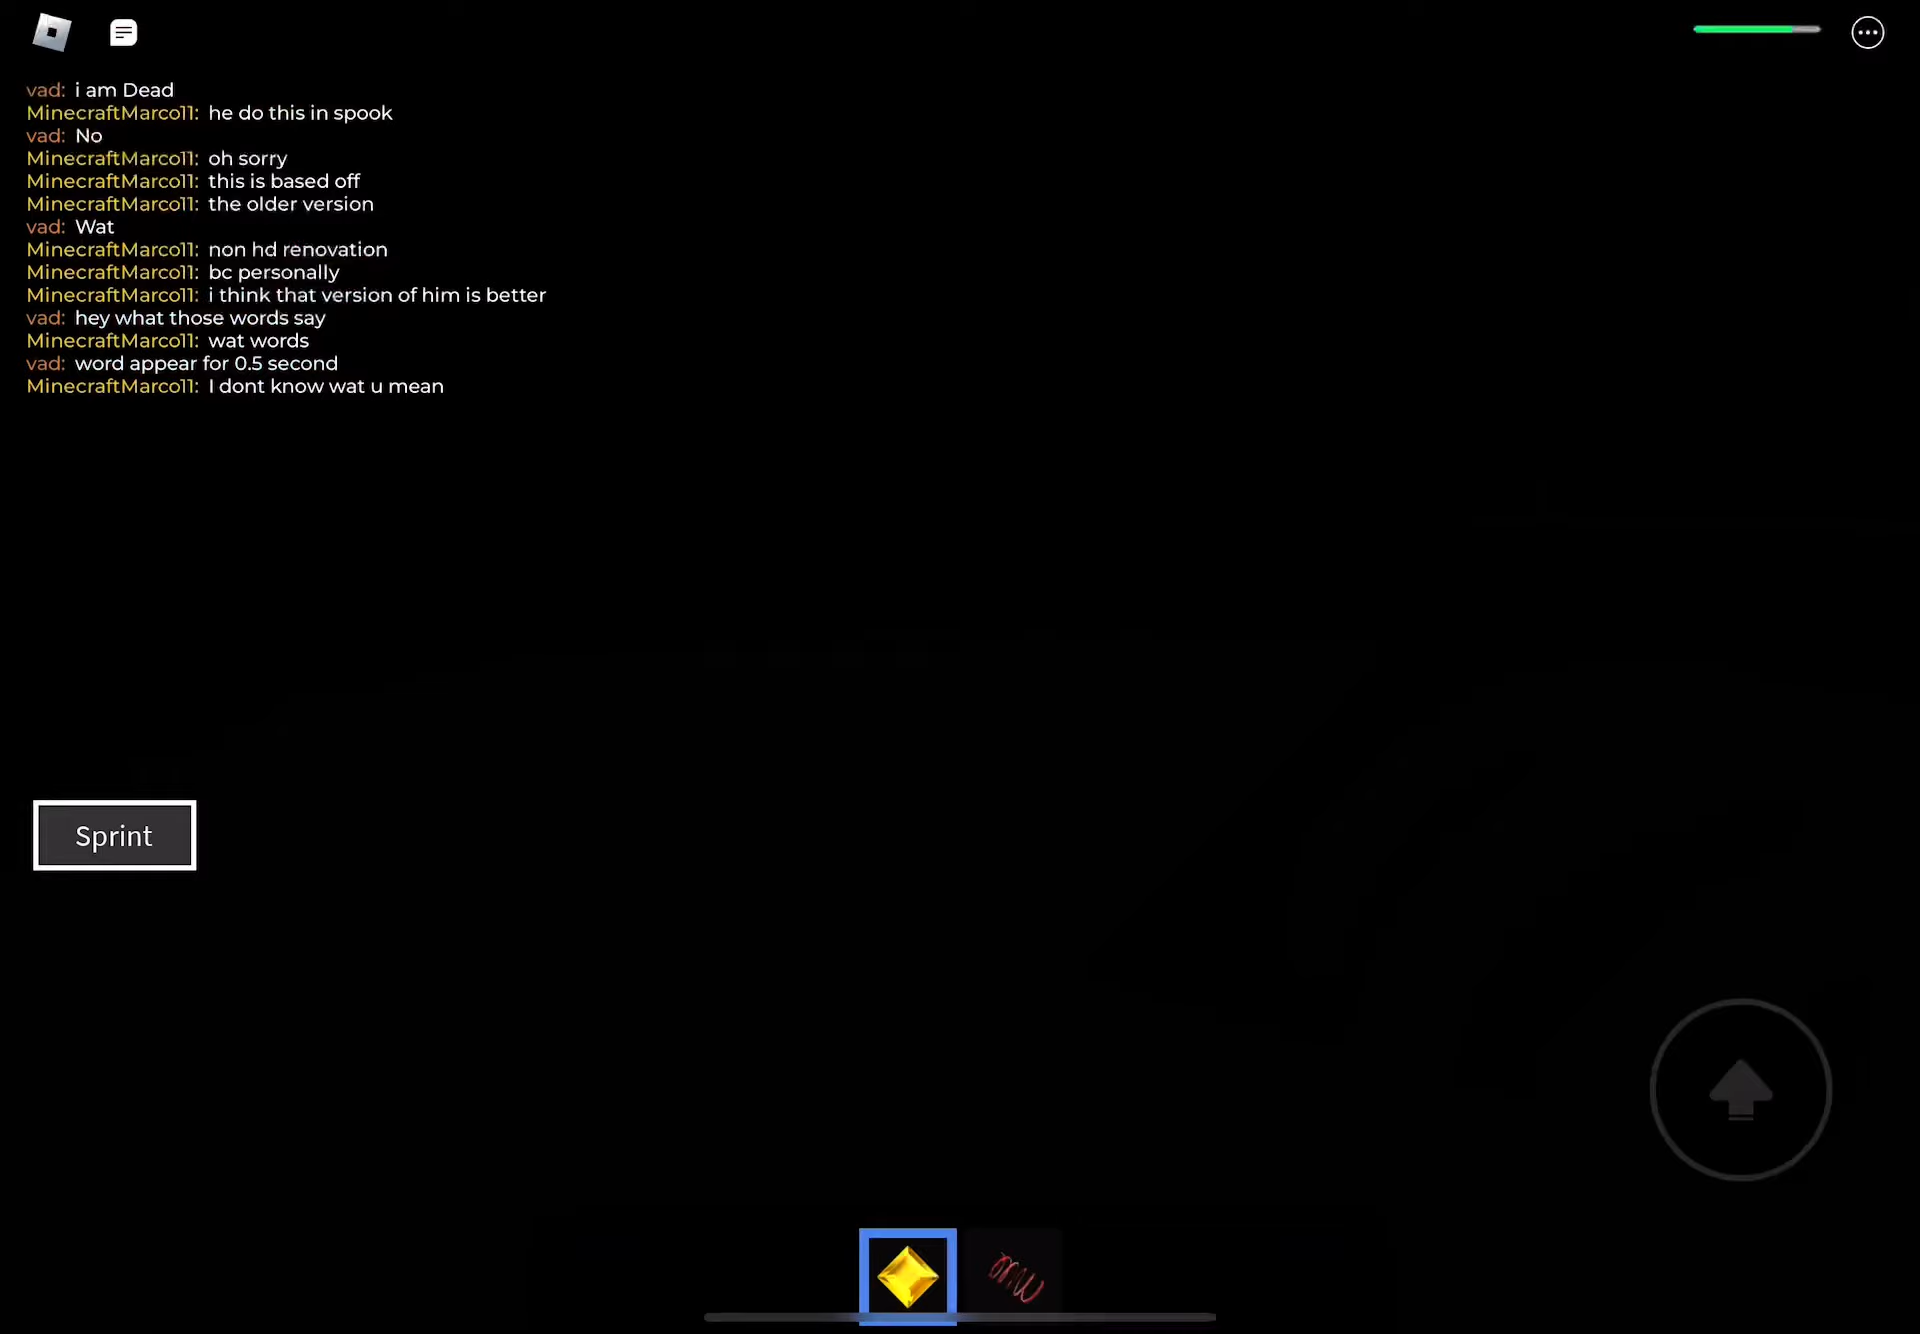 vad: i am Dead
MinecraftMarco11: he do this in spook
vad: No
MinecraftMarco11: oh sorry
MinecraftMarco11: this is based off
MinecraftMarco11: the older version
vad: Wat
MinecraftMarco11: non hd renovation
MinecraftMarco11: bc personally
MinecraftMarco11: i think that version of him is better
vad: hey what those words say
MinecraftMarco11: wat words
vad: word appear for 0.5 second
MinecraftMarco11: I dont know wat u mean
Sprint